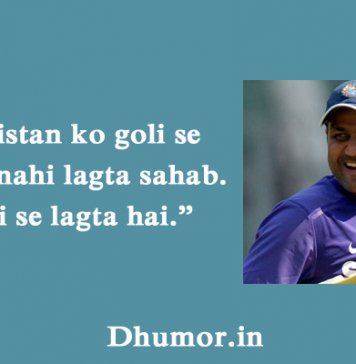 istan ko goli se
nahi lagta sahab.
i se lagta hai.”
Dhumor.in